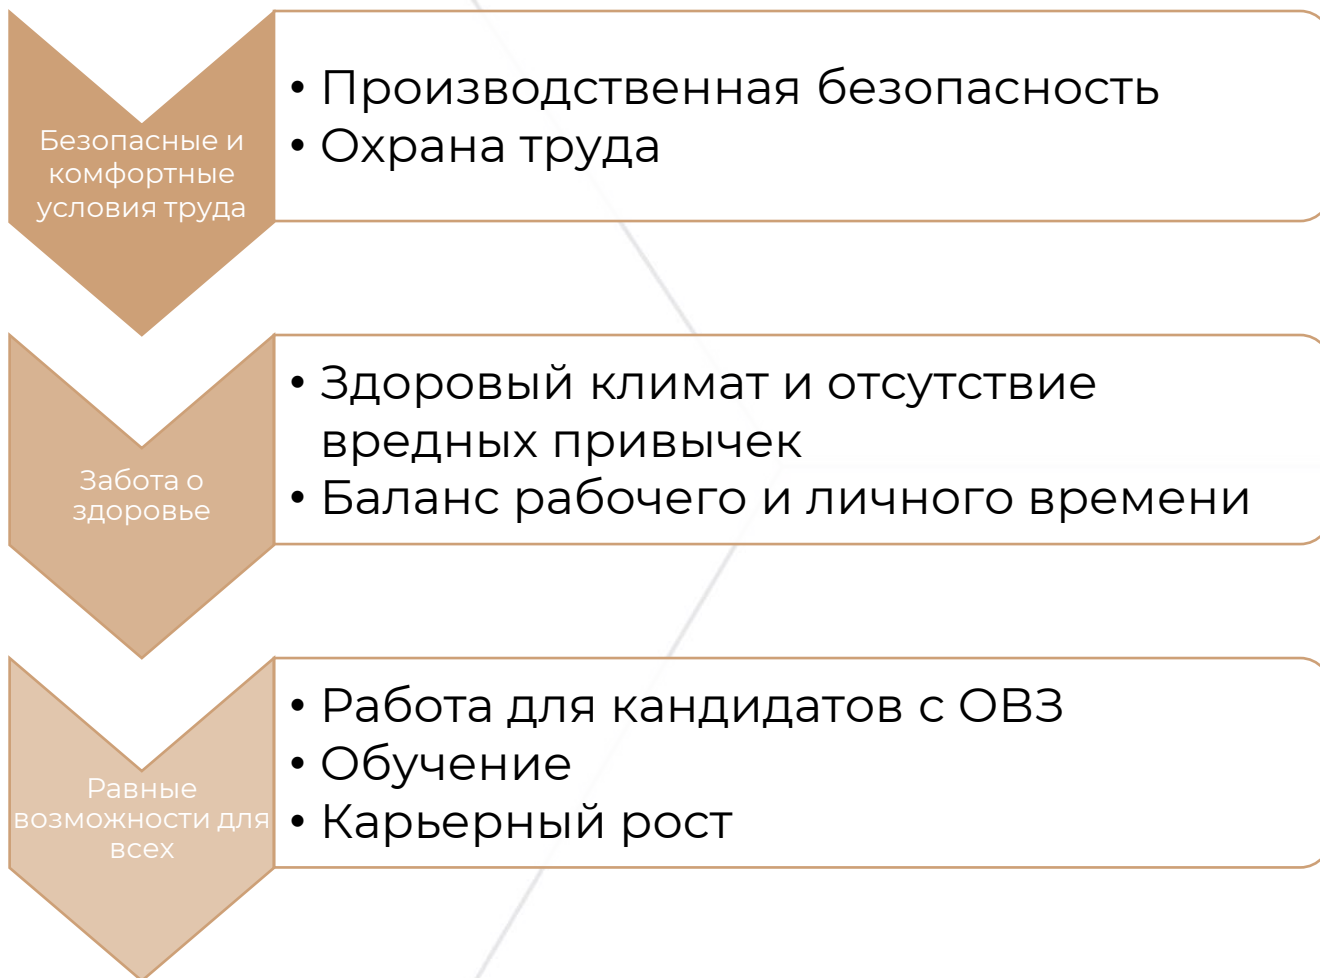 Безопасные и
комфортные
условия труда
• Производственная безопасность
• Охрана труда
Забота о
здоровье
• Здоровый климат и отсутствие
вредных привычек
• Баланс рабочего и личного времени
Равные
возможности для
всех
• Работа для кандидатов с ОВЗ
• Обучение
• Карьерный рост